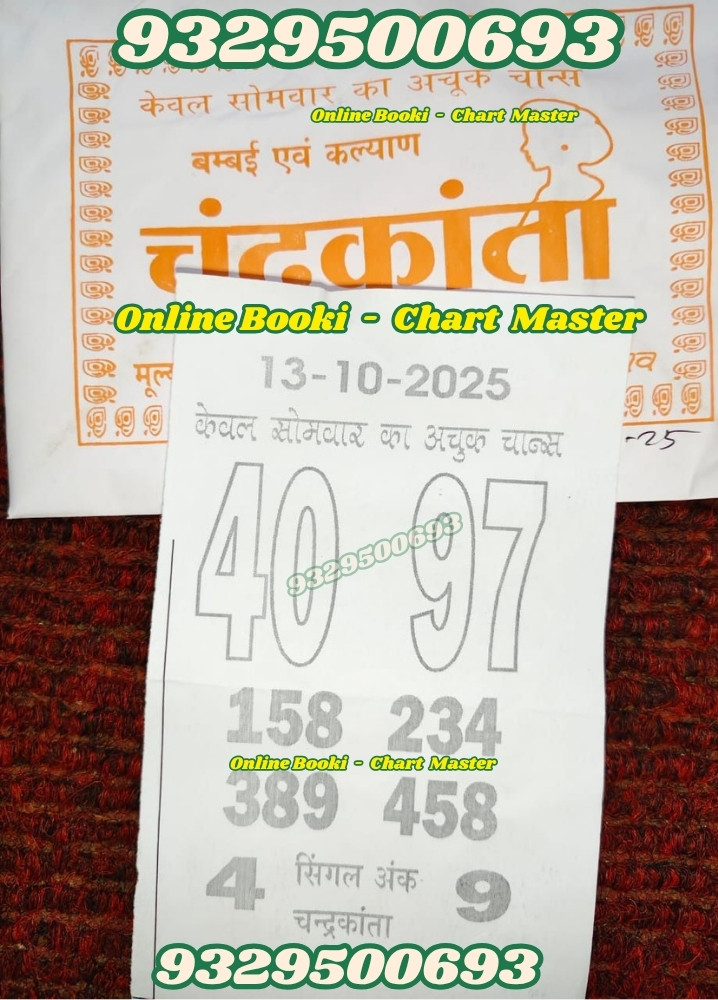 9329500693
केवल सोमवार का अचूक चान्स
Online Booki - Chart Master
बम्बई एवं कल्याण
चंद्रकांता
Online Booki - Chart Master
13-10-2025
केवल सोमवार का अचुक चान्स
-25
40 97
9329500693
158 234
Online Booki - Chart Master
389 458
4 सिंगल अंक 9
चन्द्रकांता
9329500693